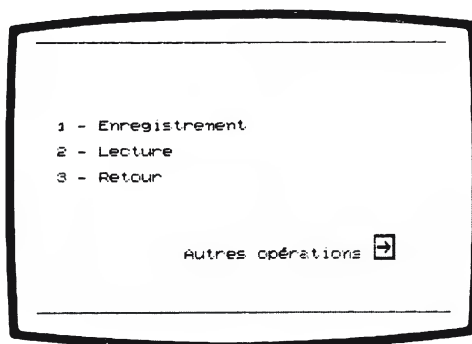 1 - Enregistrement
2 - Lecture
3 - Retour
Autres opérations →